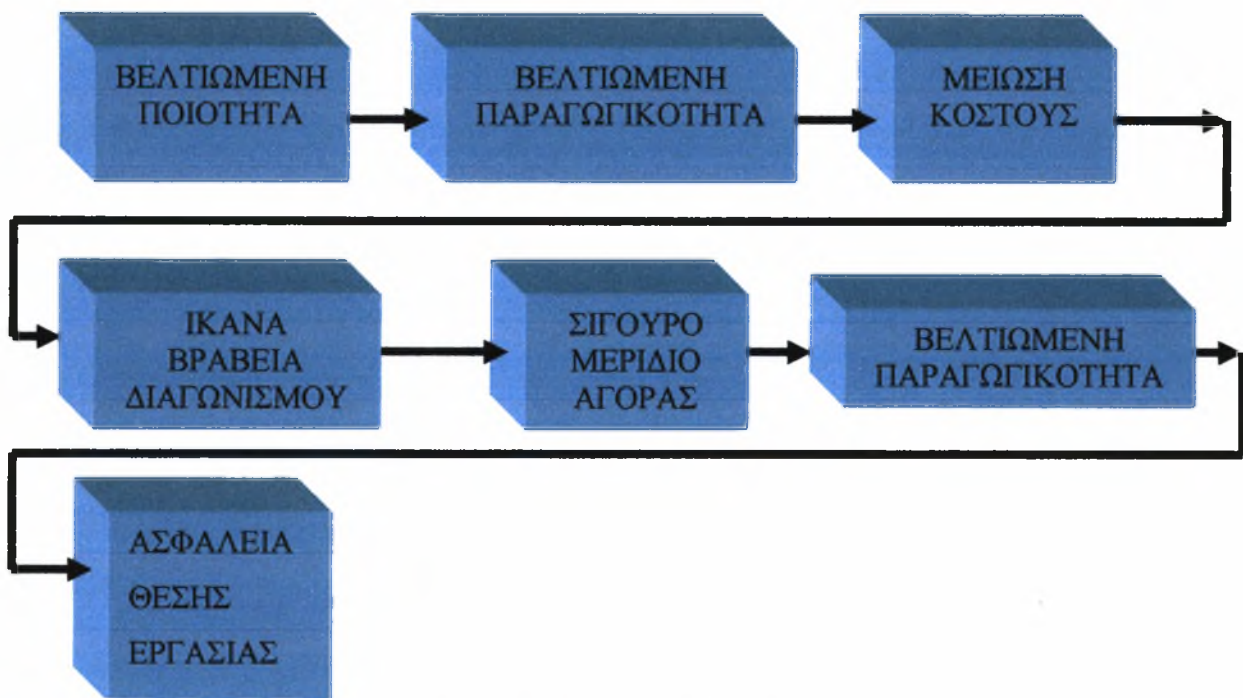 ΒΕΛΤΙΩΜΕΝΗ
ΠΟΙΟΤΗΤΑ
ΒΕΛΤΙΩΜΕΝΗ
ΠΑΡΑΓΩΓΙΚΟΤΗΤΑ
ΜΕΙΩΣΗ
ΚΟΣΤΟΥΣ
ΙΚΑΝΑ
ΒΡΑΒΕΙΑ
ΔΙΑΓΩΝΙΣΜΟΥ
ΣΙΓΟΥΡΟ
ΜΕΡΙΔΙΟ
ΑΓΟΡΑΣ
ΒΕΛΤΙΩΜΕΝΗ
ΠΑΡΑΓΩΓΙΚΟΤΗΤΑ
ΑΣΦΑΛΕΙΑ
ΘΕΣΗΣ
ΕΡΓΑΣΙΑΣ